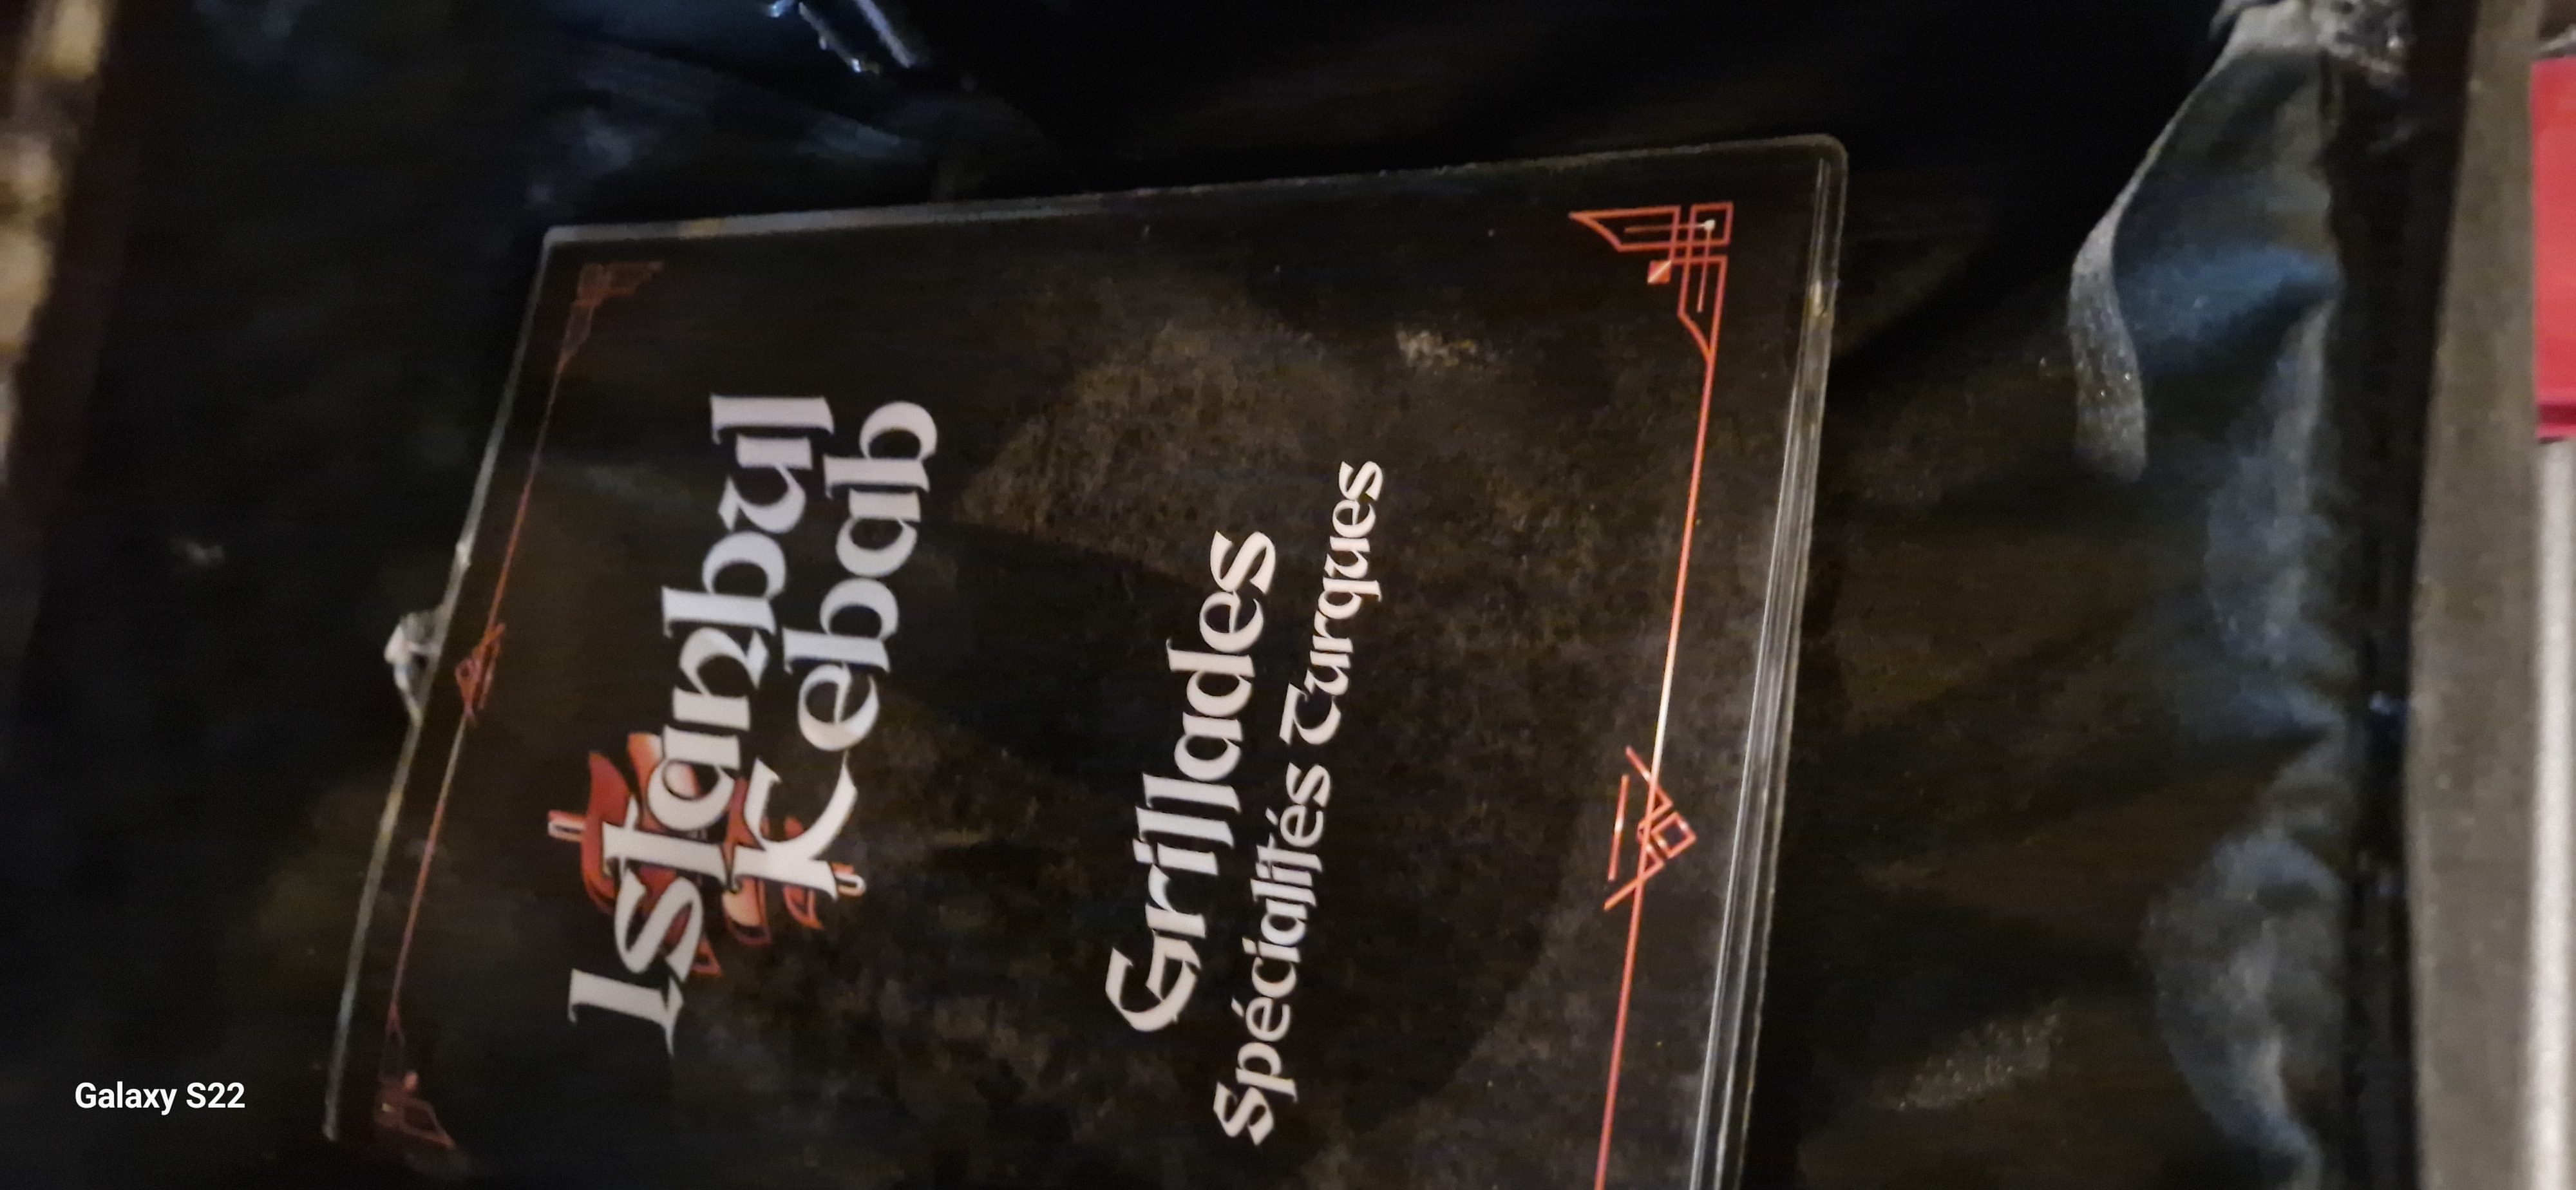 Istanbul
Kebab
Grillades
Spécialités Turques
Galaxy S22